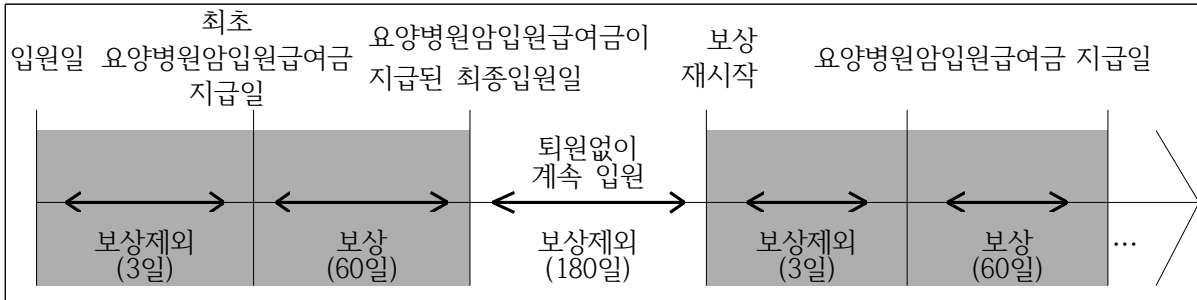 입원일
최초
요양병원암입원급여금
지급일
요양병원암입원급여금이
지급된 최종입원일
보상
재시작
요양병원암입원급여금 지급일
퇴원없이
계속 입원
보상제외
(3일)
보상
(60일)
보상제외
(180일)
보상제외
(3일)
보상
(60일)
...